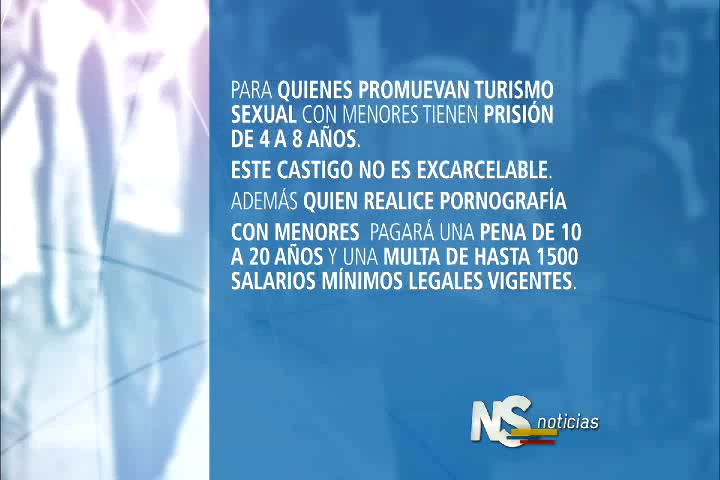 PARA QUIENES PROMUEVAN TURISMO
SEXUAL CON MENORES TIENEN PRISIÓN
DE 4 A 8 AÑOS.
ESTE CASTIGO NO ES EXCARCELABLE.
ADEMÁS QUIEN REALICE PORNOGRAFÍA
CON MENORES PAGARÁ UNA PENA DE 10
A 20 AÑOS Y UNA MULTA DE HASTA 1500
SALARIOS MÍNIMOS LEGALES VIGENTES.
NS noticias